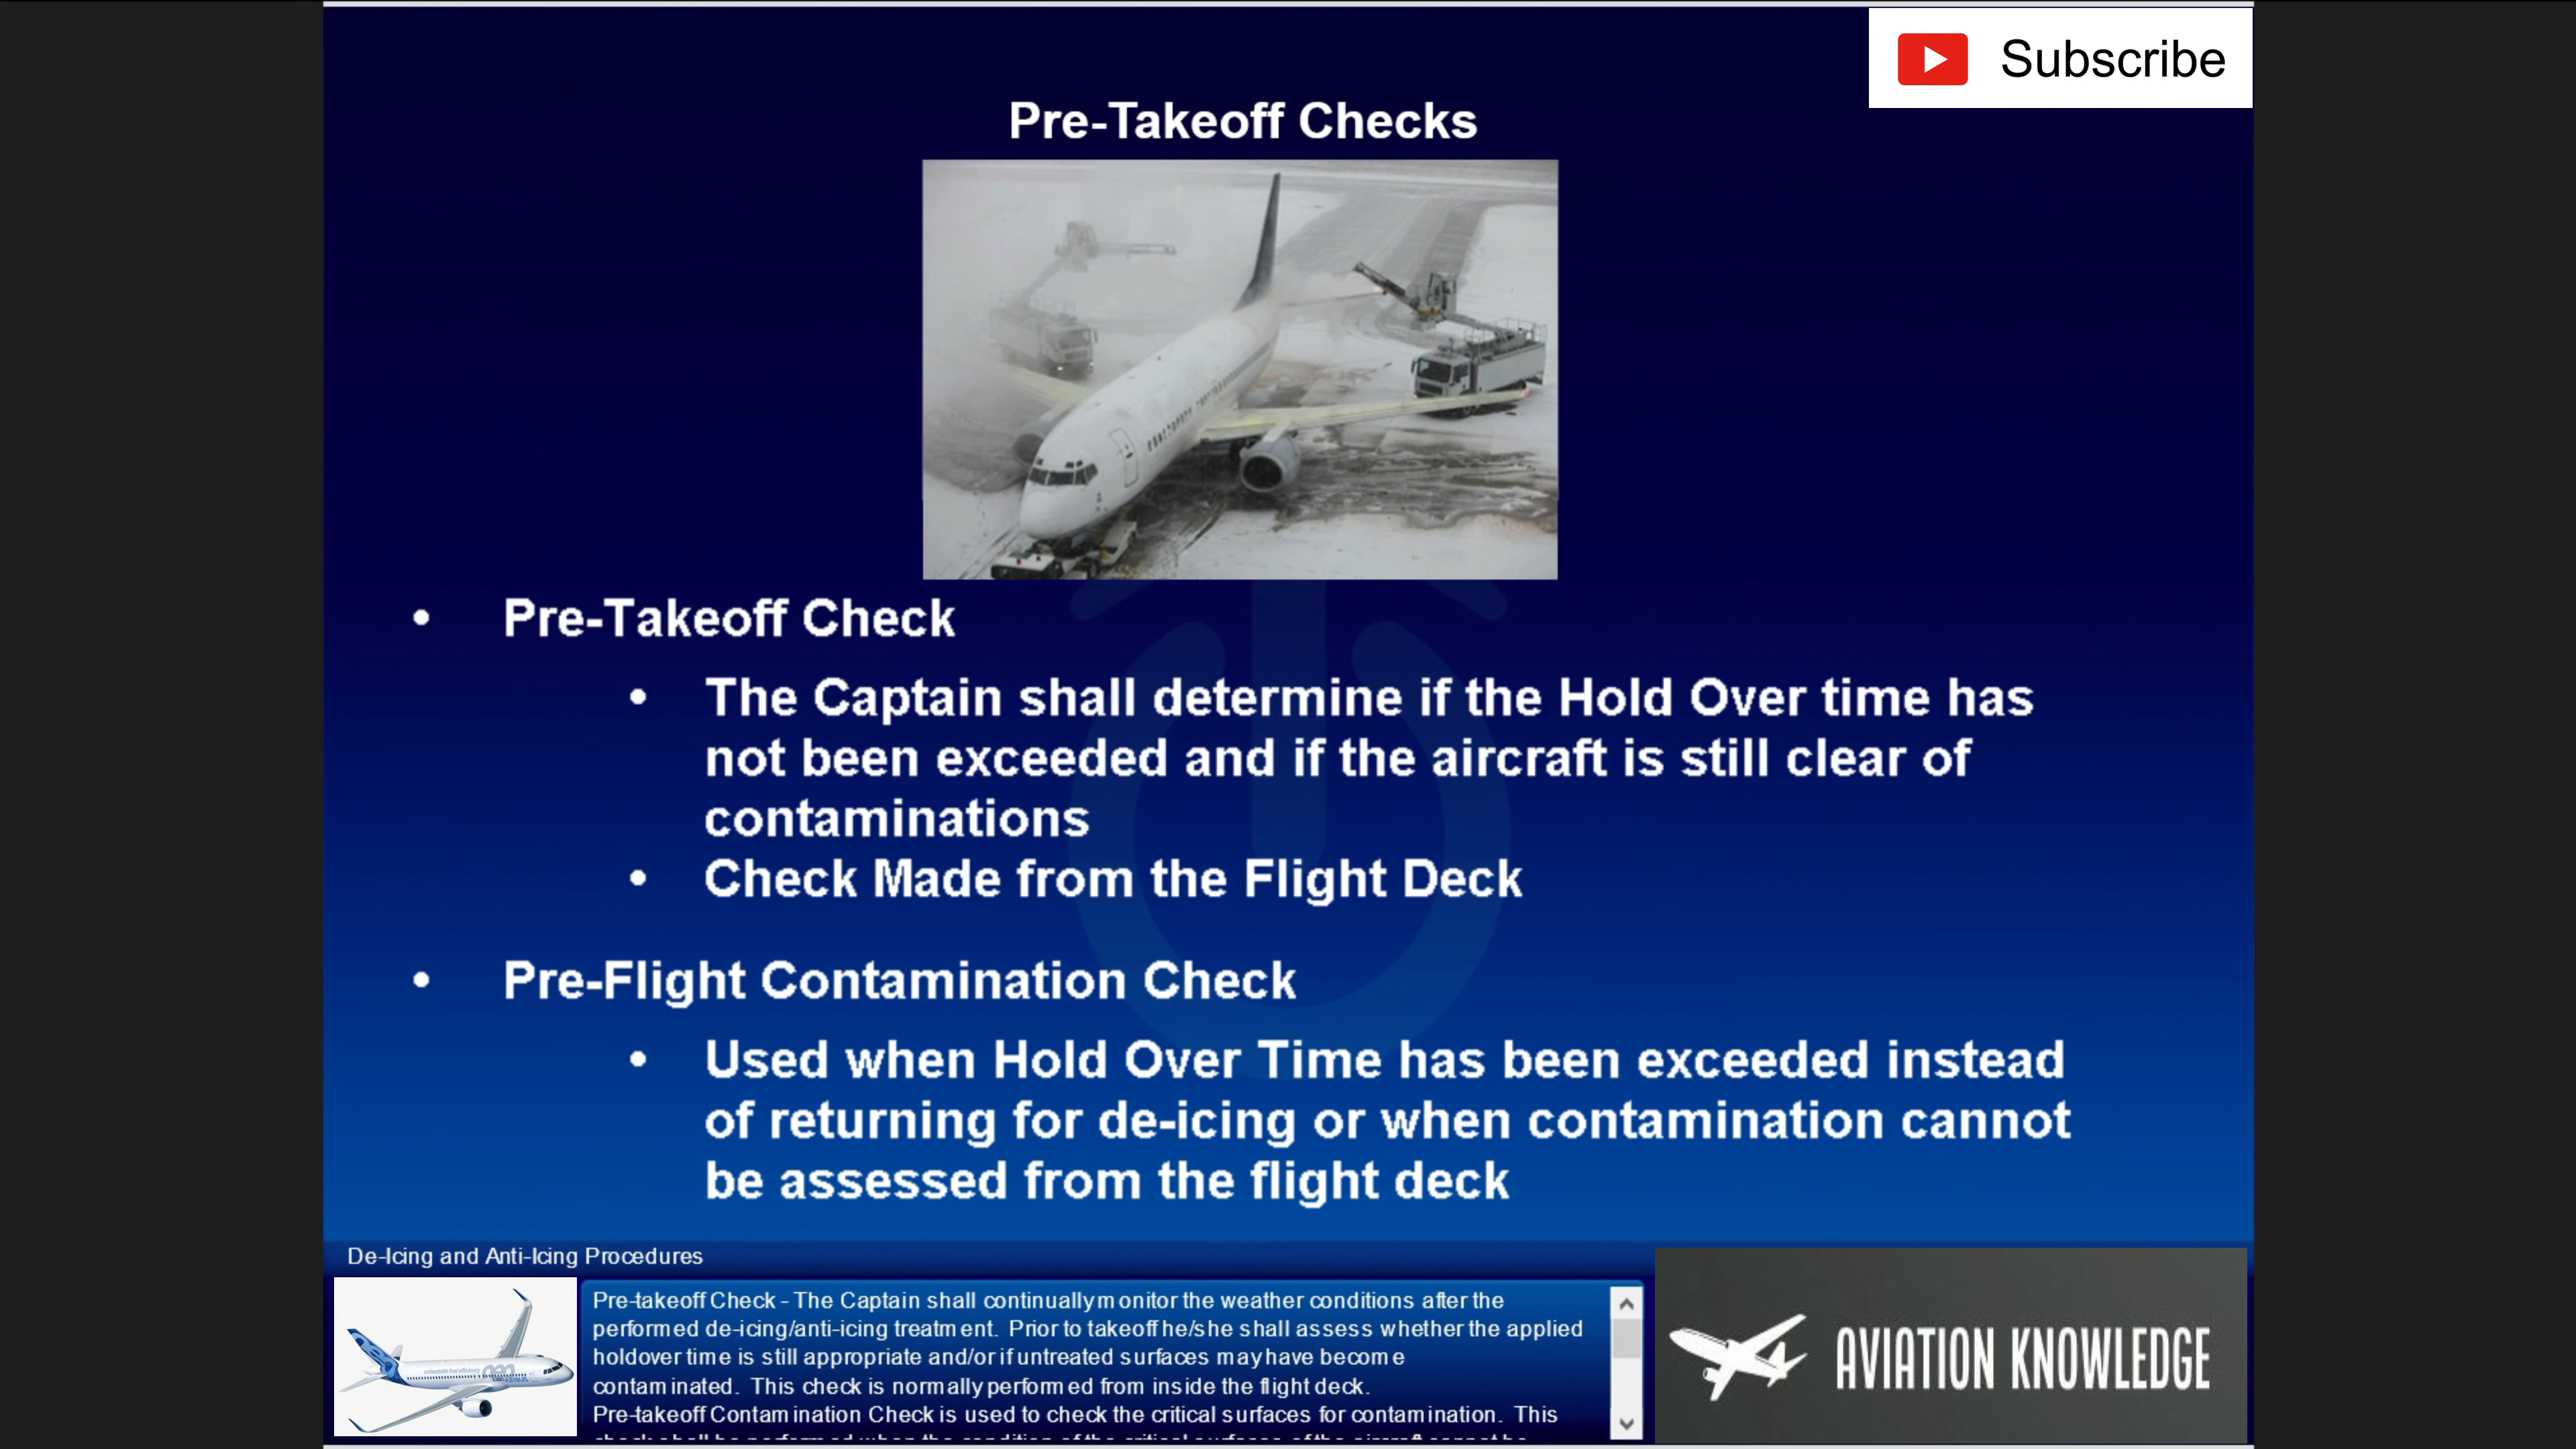 Subscribe
Pre-Takeoff Checks
• Pre-Takeoff Check
• The Captain shall determine if the Hold Over time has
not been exceeded and if the aircraft is still clear of
contaminations
• Check Made from the Flight Deck
• Pre-Flight Contamination Check
• Used when Hold Over Time has been exceeded instead
of returning for de-icing or when contamination cannot
be assessed from the flight deck
De-Icing and Anti-Icing Procedures
Pre-takeoff Check - The Captain shall continually monitor the weather conditions after the
performed de-icing/anti-icing treatment. Prior to takeoff he/she shall assess whether the applied
holdover time is still appropriate and/or if untreated surfaces may have become
contaminated. This check is normally performed from inside the flight deck.
Pre-takeoff Contamination Check is used to check the critical surfaces for contamination. This
AVIATION KNOWLEDGE